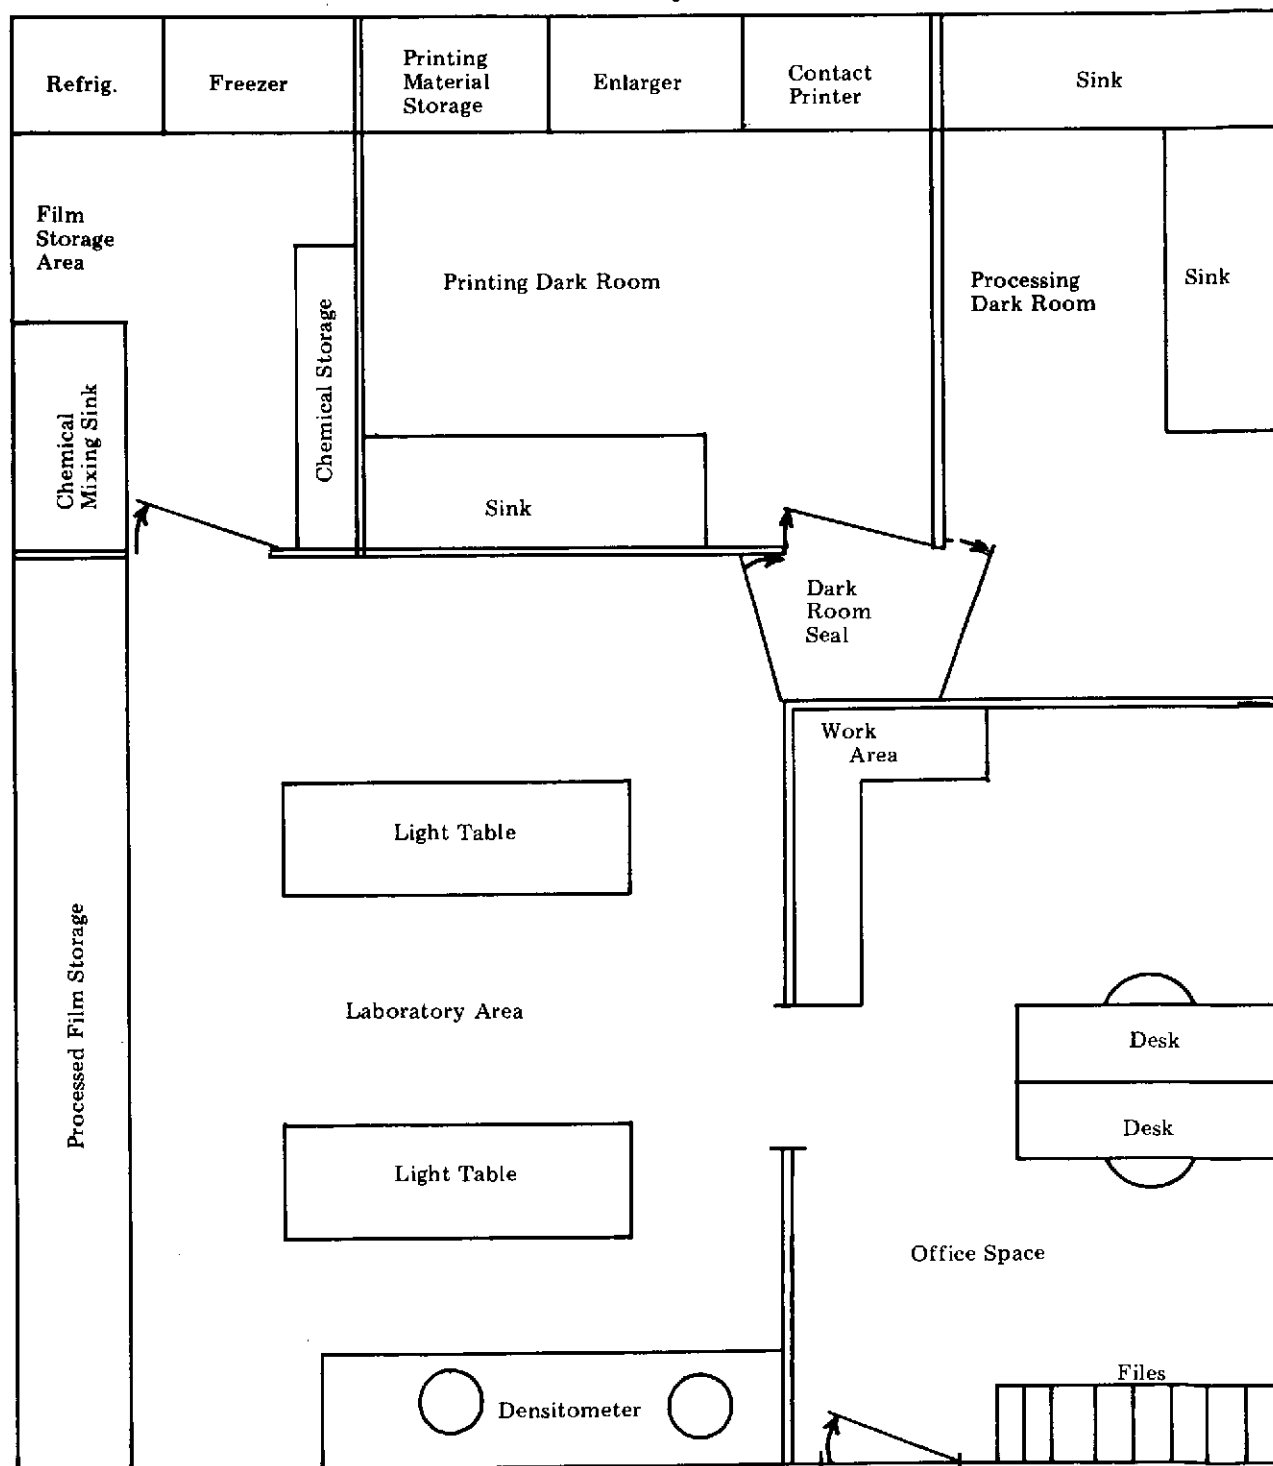 Refrig.
Freezer
Printing
Material
Storage
Enlarger
Contact
Printer
Sink
Film
Storage
Area
Chemical Storage
Printing Dark Room
Processing
Dark Room
Sink
Chemical
Mixing Sink
Sink
Dark
Room
Seal
Work
Area
Light Table
Processed Film Storage
Laboratory Area
Desk
Desk
Light Table
Office Space
Files
Densitometer